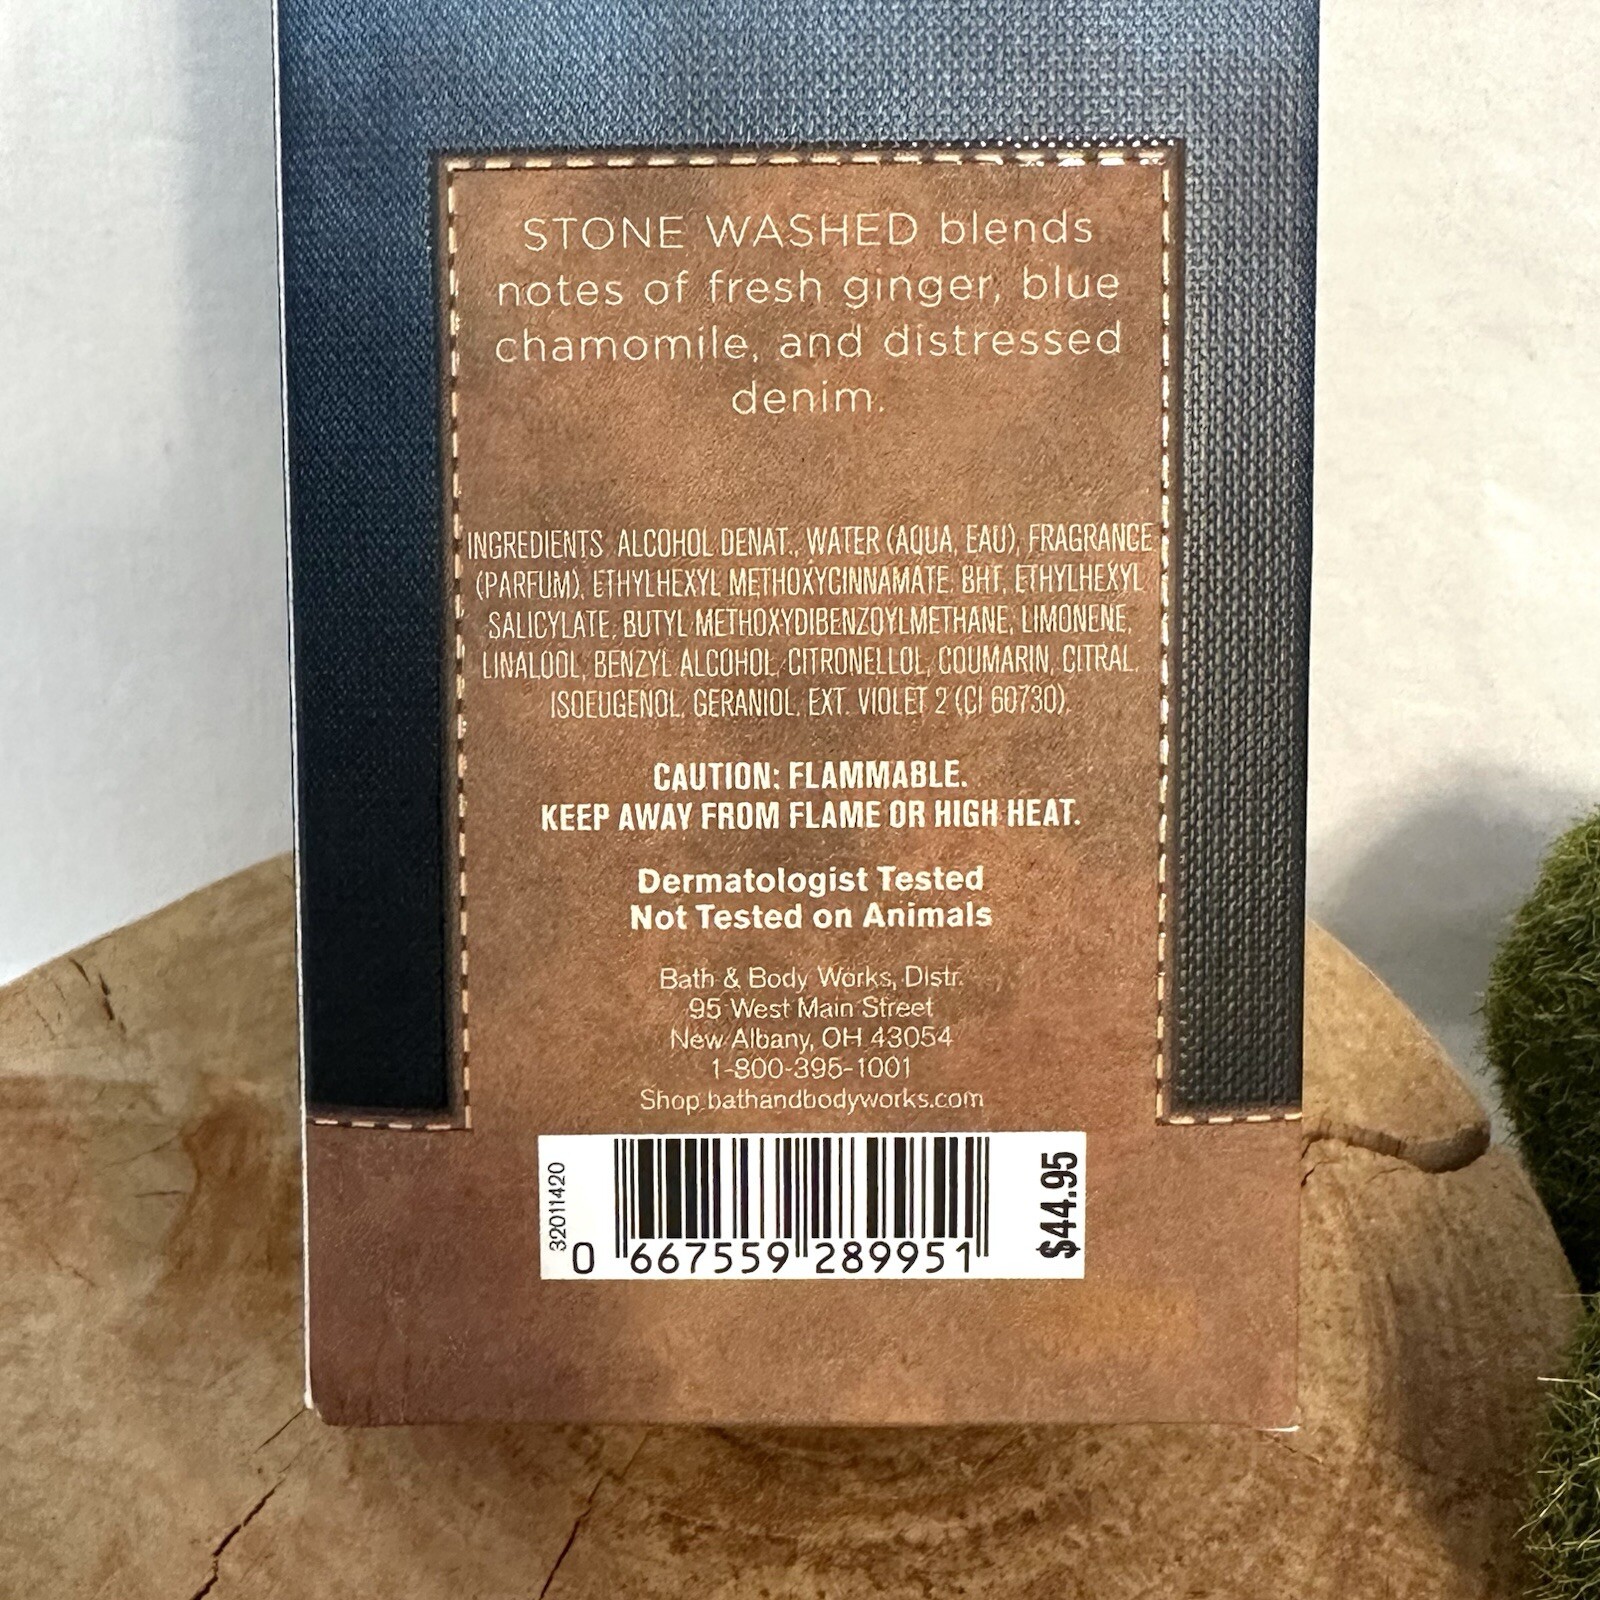 STONE WASHED blends
notes of fresh ginger, blue
chamomile, and distressed
denim.
INGREDIENTS: ALCOHOL DENAT., WATER (AQUA, EAU), FRAGRANCE
(PARFUM), ETHYLHEXYL METHOXYCINNAMATE, BHT, ETHYLHEXYL
SALICYLATE, BUTYL METHOXYDIBENZOYLMETHANE, LIMONENE,
LINALOOL, BENZYL ALCOHOL, CITRONELLOL, COUMARIN, CITRAL,
ISOEUGENOL, GERANIOL, EXT. VIOLET 2 (CI 60730).
CAUTION: FLAMMABLE.
KEEP AWAY FROM FLAME OR HIGH HEAT.
Dermatologist Tested
Not Tested on Animals
Bath & Body Works, Distr.
95 West Main Street
New Albany, OH 43054
1-800-395-1001
Shop bathandbodyworks.com
32011420
0 667559 289951
$44.95